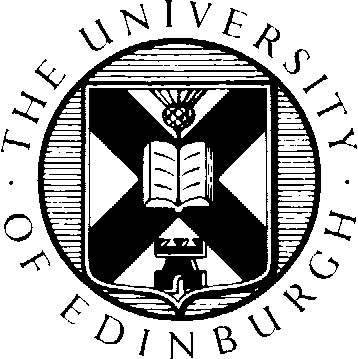 THE UNIVERSITY
· OF EDINBURGH ·